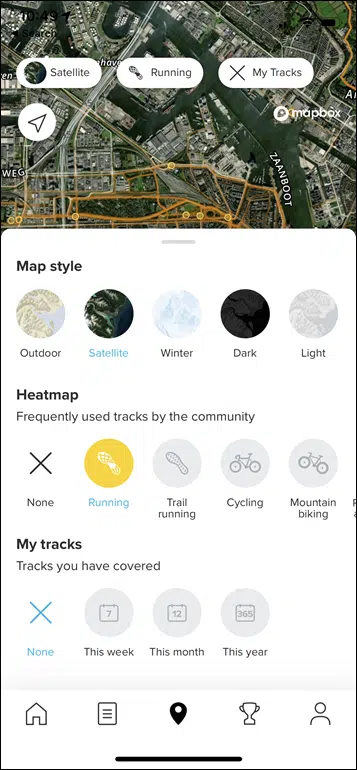 10:49
Search
Satellite
Running
My Tracks
mapbox
WEG
ZAANBOOT
Map style
Outdoor
Satellite
Winter
Dark
Light
Heatmap
Frequently used tracks by the community
None
Running
Trail
running
Cycling
Mountain
biking
My tracks
Tracks you have covered
None
7
This week
12
This month
365
This year